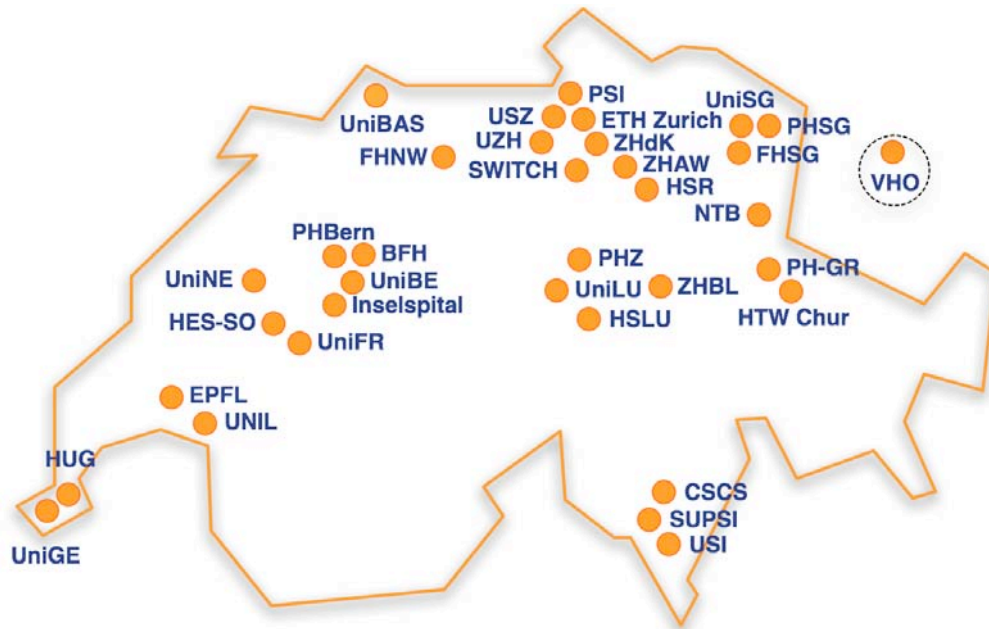 PSI
UniSG
UniBAS
USZ
ETH Zurich
PHSG
UZH
ZHdK
FHSG
FHNW
SWITCH
ZHAW
VHO
HSR
NTB
PHBern
BFH
PHZ
PH-GR
UniNE
UniBE
UniLU
ZHBL
Inselspital
HTW Chur
HES-SO
HSLU
UniFR
EPFL
UNIL
HUG
CSCS
SUPSI
USI
UniGE